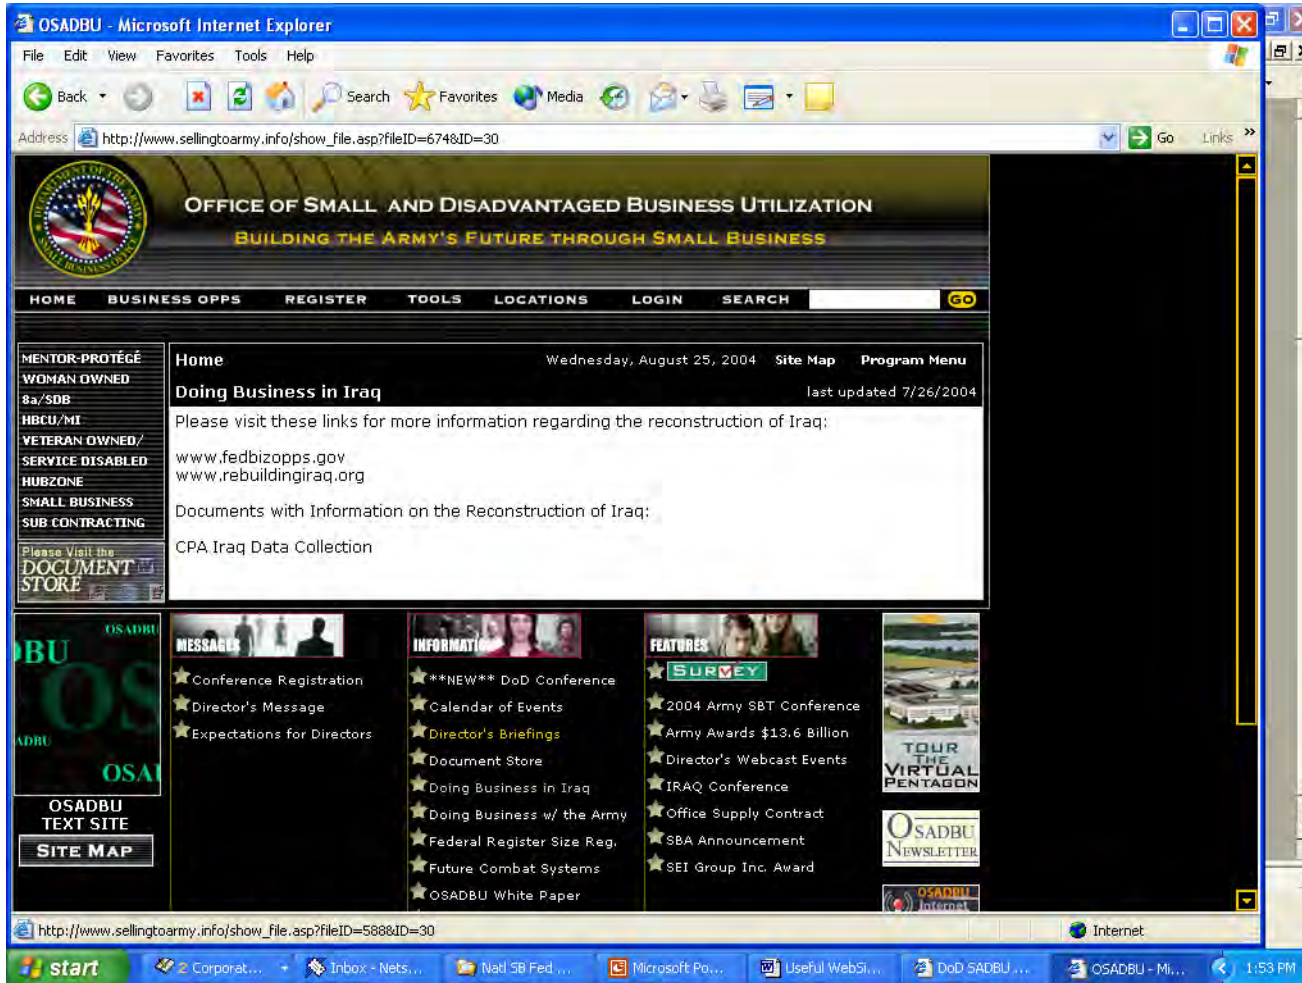 OSADBU - Microsoft Internet Explorer
File Edit View Favorites Tools Help
Back Search Favorites Media
Address http://www.sellingtoarmy.info/show_file.asp?fileID=674&ID=30 Go Links »
OFFICE OF SMALL AND DISADVANTAGED BUSINESS UTILIZATION
BUILDING THE ARMY'S FUTURE THROUGH SMALL BUSINESS
HOME BUSINESS OPPS REGISTER TOOLS LOCATIONS LOGIN SEARCH GO
MENTOR-PROTÉGÉ
WOMAN OWNED
8a/SDB
HBCU/MI
VETERAN OWNED/
SERVICE DISABLED
HUBZONE
SMALL BUSINESS
SUB CONTRACTING
Please Visit the
DOCUMENT
STORE
Home Wednesday, August 25, 2004 Site Map Program Menu
Doing Business in Iraq last updated 7/26/2004
Please visit these links for more information regarding the reconstruction of Iraq:
www.fedbizopps.gov
www.rebuildingiraq.org
Documents with Information on the Reconstruction of Iraq:
CPA Iraq Data Collection
OSADBU
TEXT SITE
SITE MAP
MESSAGES
Conference Registration
Director's Message
Expectations for Directors
INFORMATION
**NEW** DoD Conference
Calendar of Events
Director's Briefings
Document Store
Doing Business in Iraq
Doing Business w/ the Army
Federal Register Size Reg.
Future Combat Systems
OSADBU White Paper
FEATURES
SURVEY
2004 Army SBT Conference
Army Awards $13.6 Billion
Director's Webcast Events
IRAQ Conference
Office Supply Contract
SBA Announcement
SEI Group Inc. Award
TOUR
THE
VIRTUAL
PENTAGON
OSADBU
NEWSLETTER
OSADBU
Internet
http://www.sellingtoarmy.info/show_file.asp?fileID=588&ID=30 Internet
start 2 Corporat... Inbox - Nets... Natl SB Fed ... Microsoft Po... Useful WebSi... DoD SADBU ... OSADBU - Mi... 1:53 PM